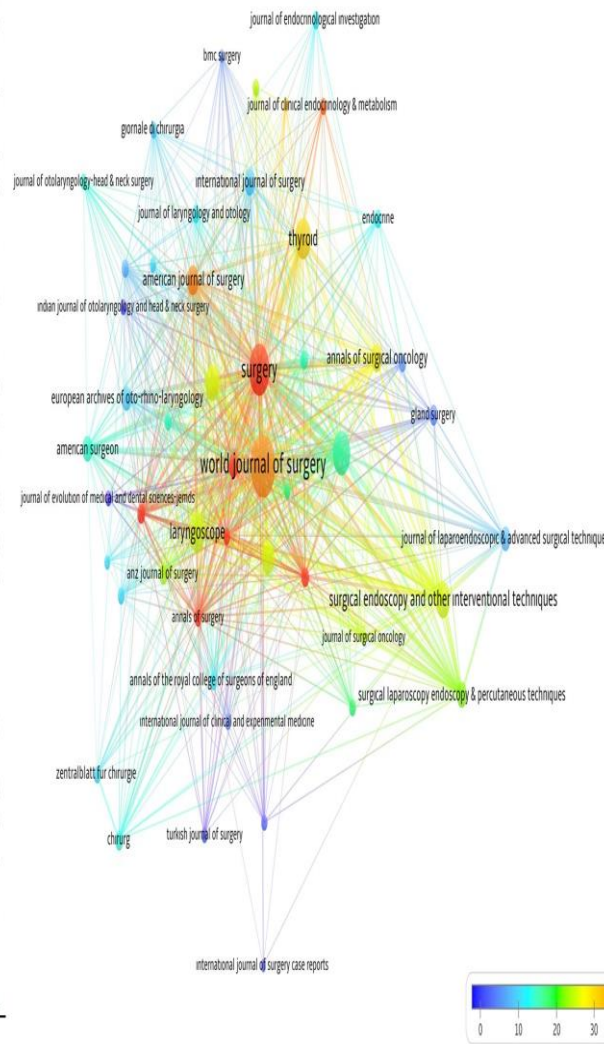 journal of endocrinological investigation
bmc surgery
journal of clinical endocrinology & metabolism
giornale di chirurgia
journal of otolaryngology-head & neck surgery
international journal of surgery
journal of laryngology and otology
endocrine
thyroid
american journal of surgery
indian journal of otolaryngology and head & neck surgery
surgery
annals of surgical oncology
european archives of oto-rhino-laryngology
gland surgery
american surgeon
world journal of surgery
journal of evolution of medical and dental sciences-jemds
laryngoscope
journal of laparoendoscopic & advanced surgical technique
anz journal of surgery
surgical endoscopy and other interventional techniques
annals of surgery
journal of surgical oncology
annals of the royal college of surgeons of england
surgical laparoscopy endoscopy & percutaneous techniques
international journal of clinical and experimental medicine
zentralblatt fur chirurgie
chirurg
turkish journal of surgery
international journal of surgery case reports
0 10 20 30